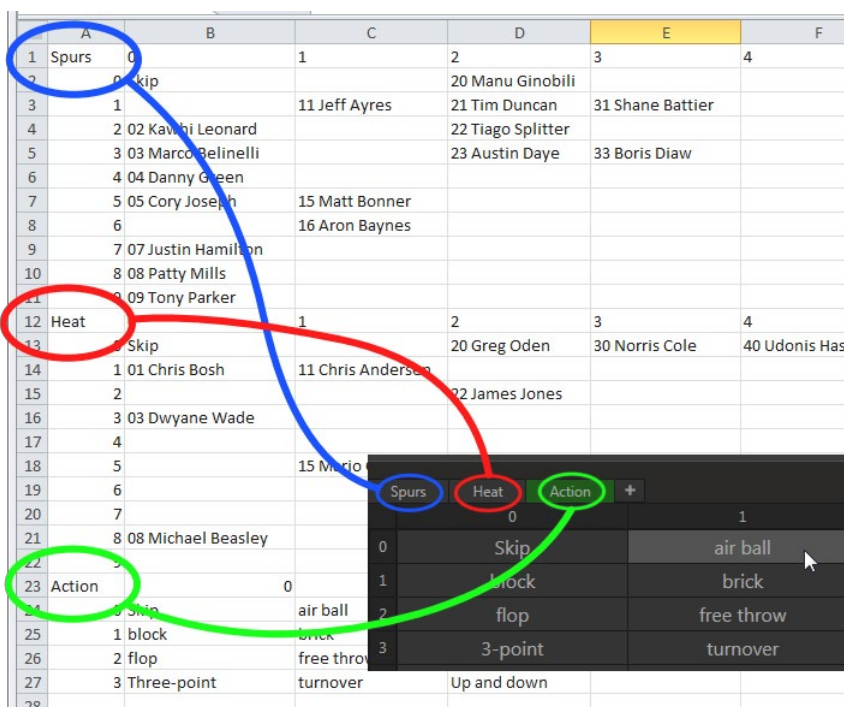 A B C D E F
1 Spurs 0 1 2 3 4
2 0 Skip 20 Manu Ginobili
3 1 11 Jeff Ayres 21 Tim Duncan 31 Shane Battier
4 2 02 Kawhi Leonard 22 Tiago Splitter
5 3 03 Marco Belinelli 23 Austin Daye 33 Boris Diaw
6 4 04 Danny Green
7 5 05 Cory Joseph 15 Matt Bonner
8 6 16 Aron Baynes
9 7 07 Justin Hamilton
10 8 08 Patty Mills
11 9 09 Tony Parker
12 Heat 1 2 3 4
13 0 Skip 20 Greg Oden 30 Norris Cole 40 Udonis Has
14 1 01 Chris Bosh 11 Chris Andersen
15 2 22 James Jones
16 3 03 Dwyane Wade
17 4
18 5 15 Mario
19 6
20 7
21 8 08 Michael Beasley
22 9
23 Action 0
24 0 Skip air ball
25 1 block brick
26 2 flop free throw
27 3 Three-point turnover Up and down
28
Spurs Heat Action +
0 1
0 Skip air ball
1 block brick
2 flop free throw
3 3-point turnover